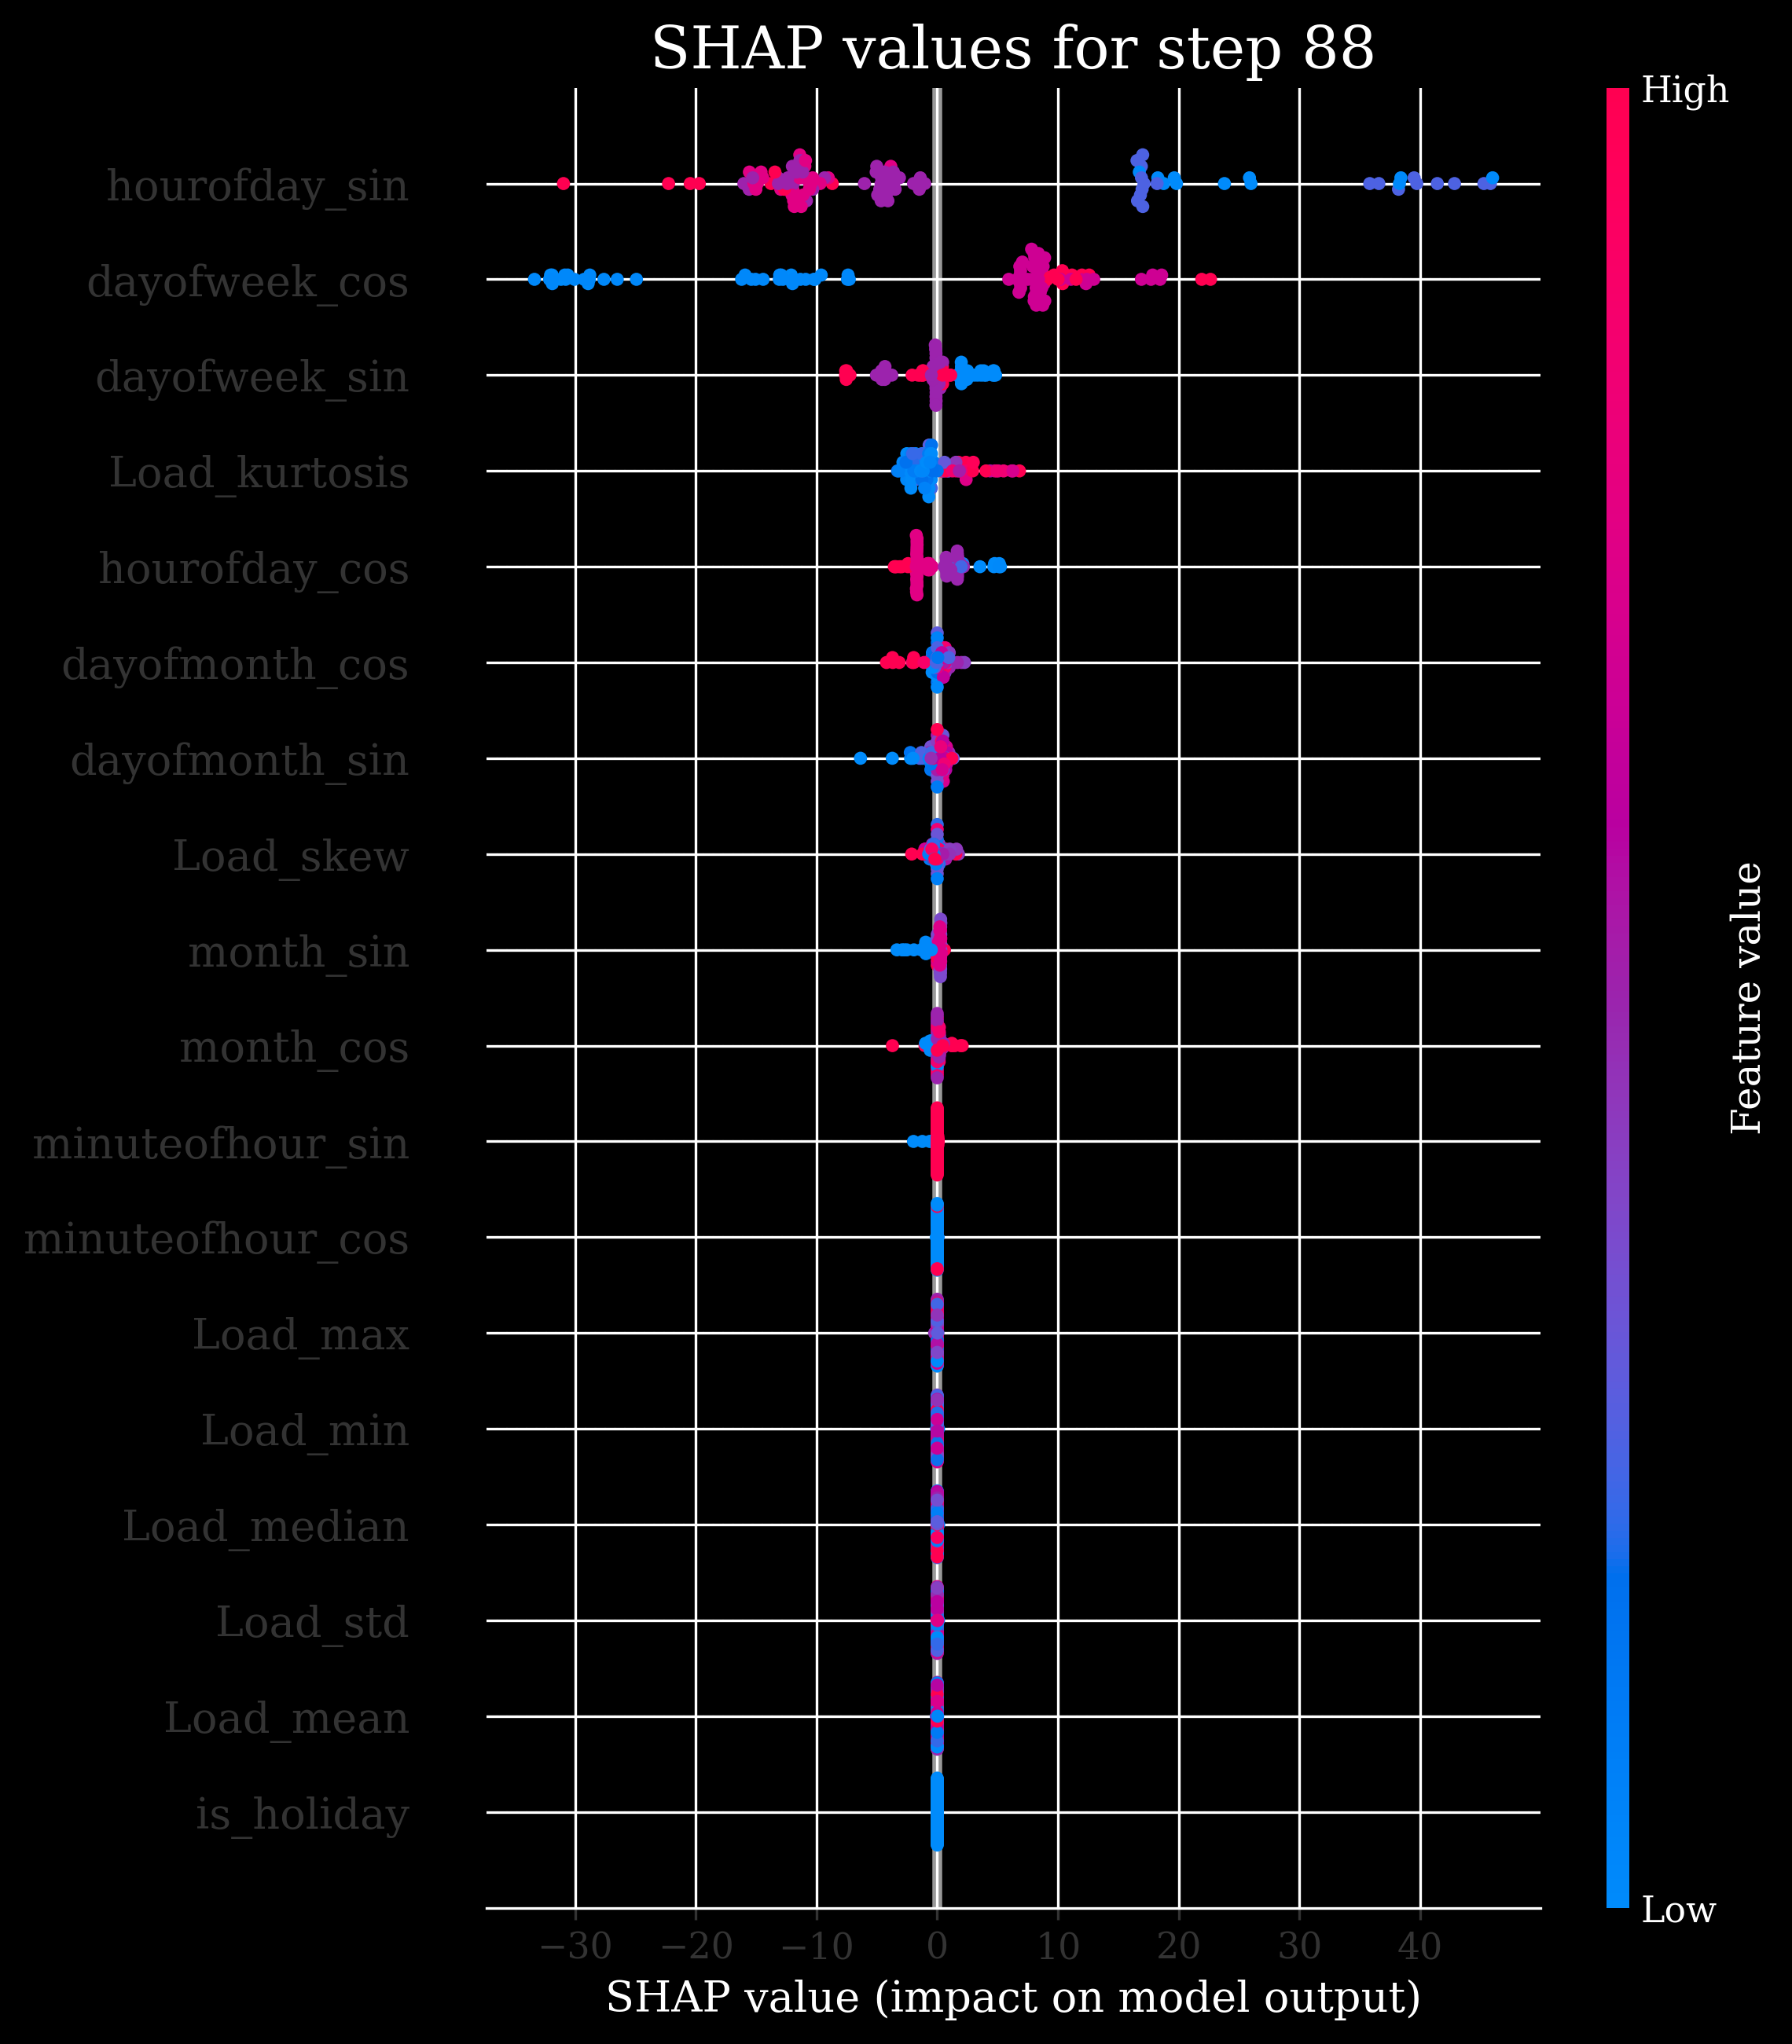 SHAP values for step 88
High
hourofday_sin
dayofweek_cos
dayofweek_sin
Load_kurtosis
hourofday_cos
dayofmonth_cos
dayofmonth_sin
Load_skew
month_sin
month_cos
minuteofhour_sin
minuteofhour_cos
Load_max
Load_min
Load_median
Load_std
Load_mean
is_holiday
Feature value
Low
−30 −20 −10 0 10 20 30 40
SHAP value (impact on model output)